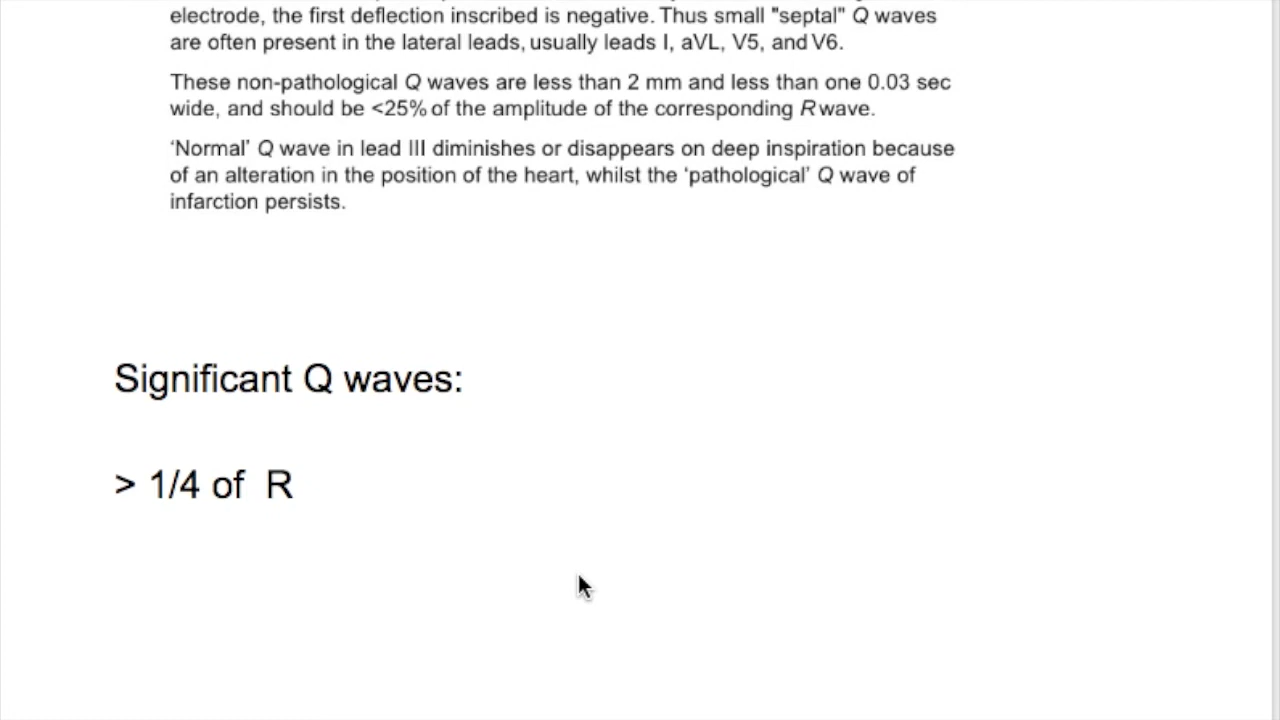 electrode, the first deflection inscribed is negative. Thus small "septal" Q waves
are often present in the lateral leads, usually leads I, aVL, V5, and V6.
These non-pathological Q waves are less than 2 mm and less than one 0.03 sec
wide, and should be <25% of the amplitude of the corresponding R wave.
‘Normal’ Q wave in lead III diminishes or disappears on deep inspiration because
of an alteration in the position of the heart, whilst the ‘pathological’ Q wave of
infarction persists.
Significant Q waves:
> 1/4 of R